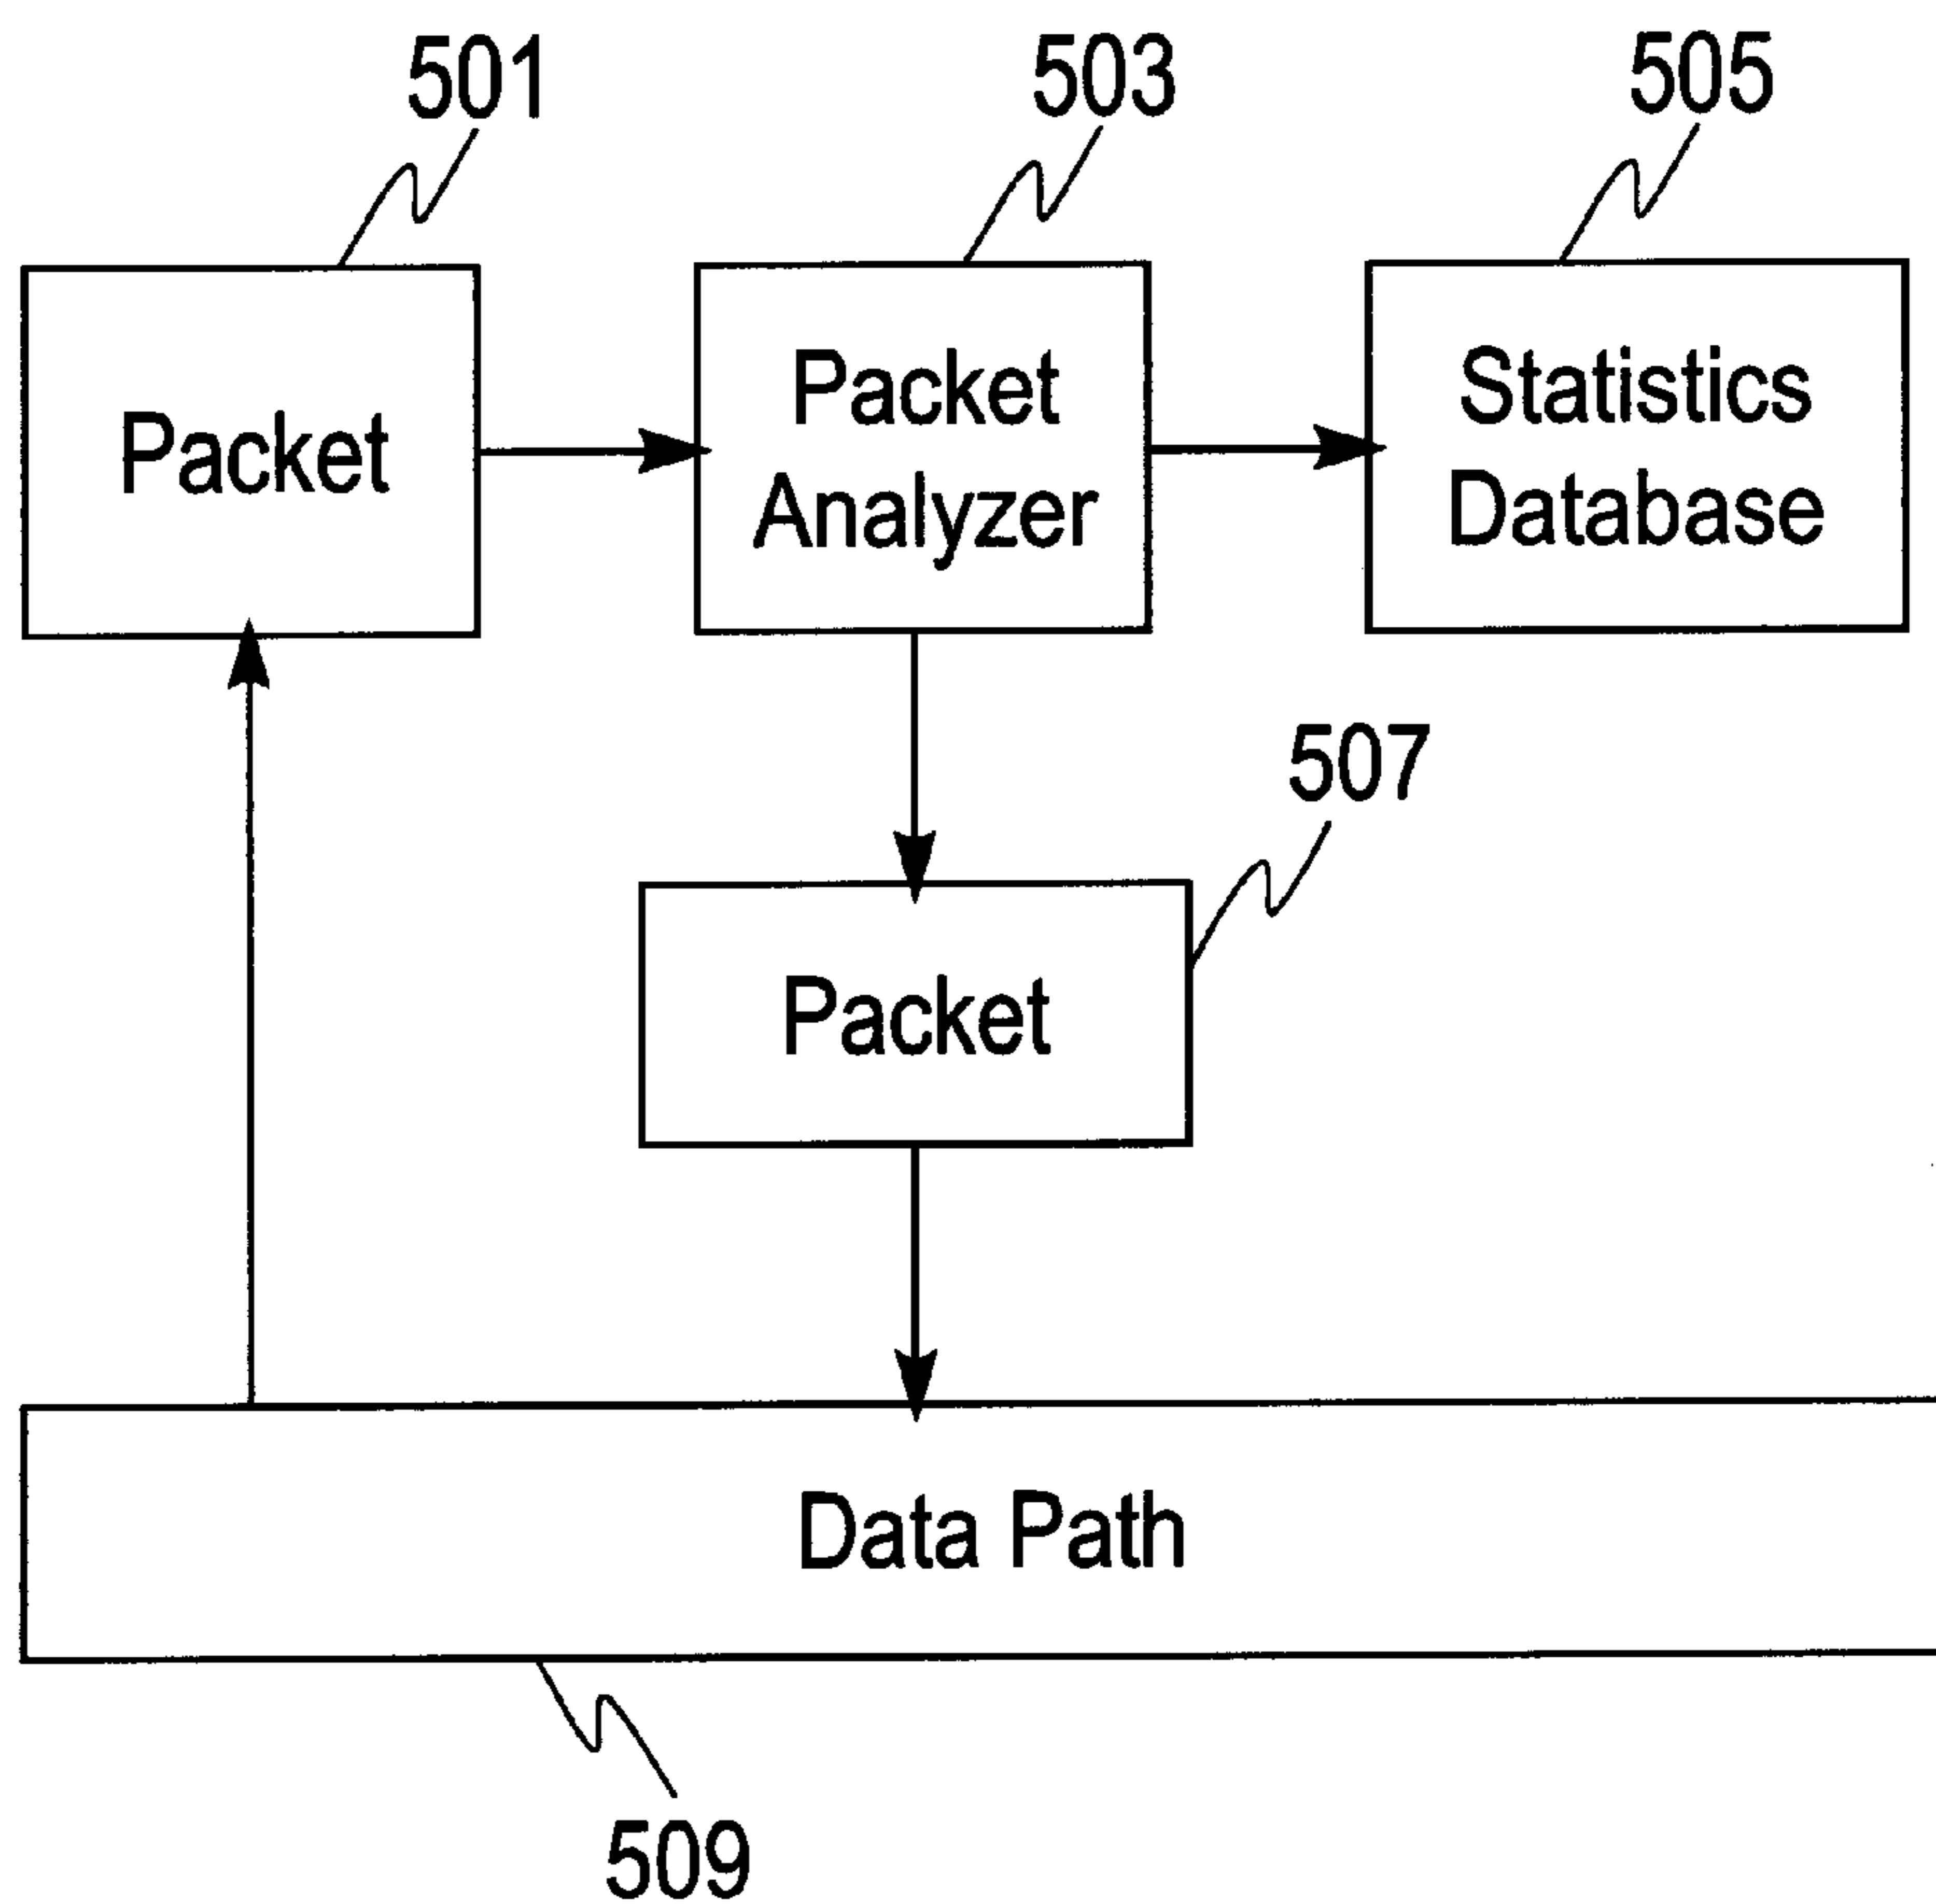 501
503
505
Packet
Packet
Analyzer
Statistics
Database
507
Packet
Data Path
509